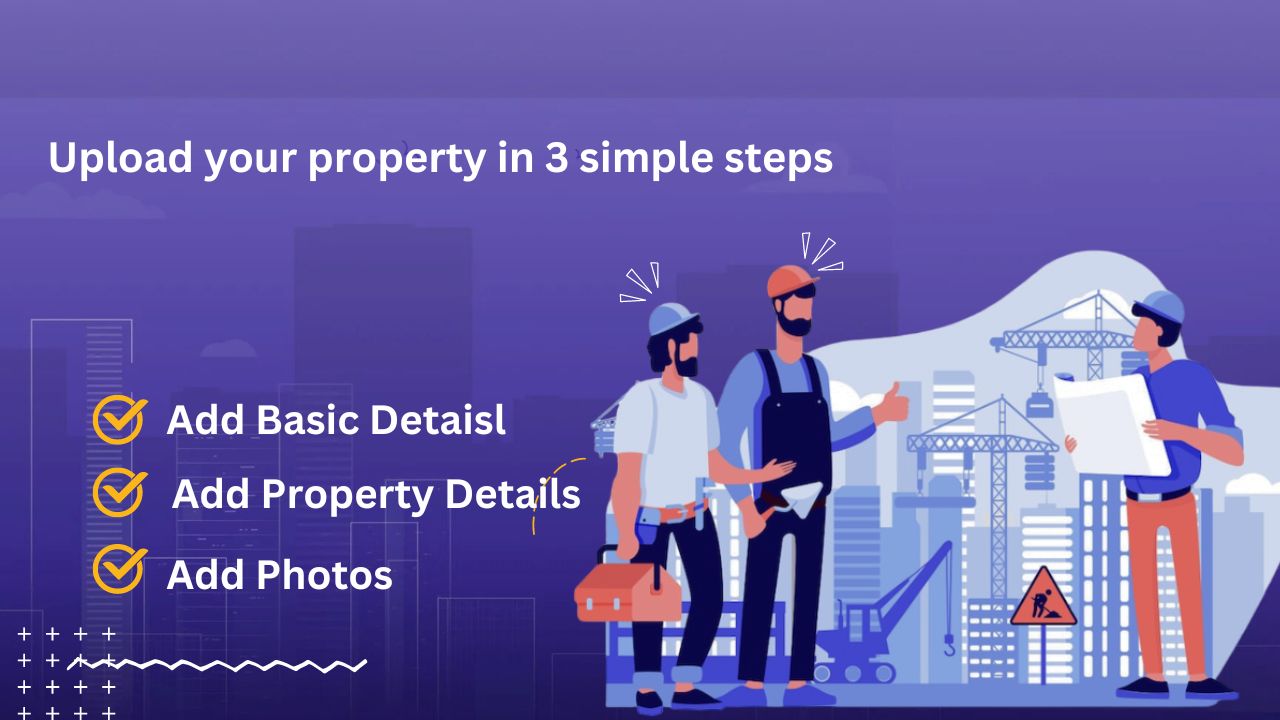 Upload your property in 3 simple steps
Add Basic Detaisl
Add Property Details
Add Photos